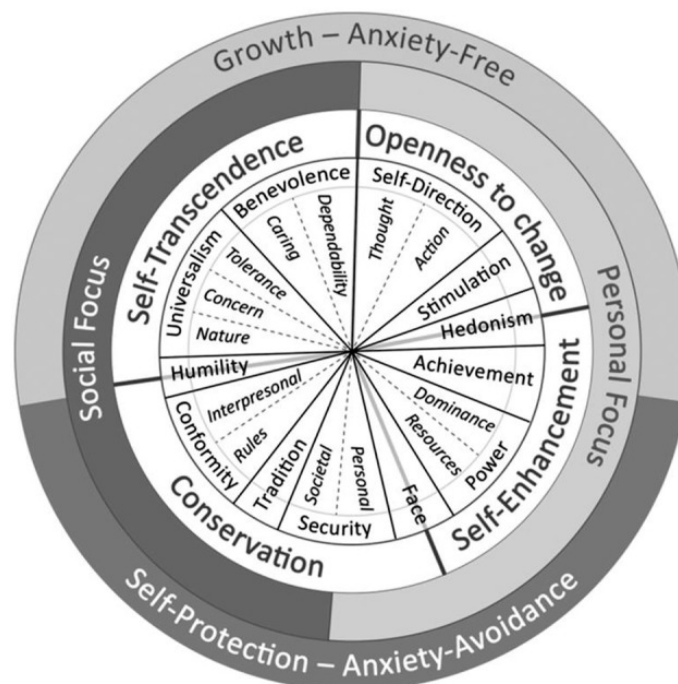 Growth – Anxiety-Free
Social Focus
Personal Focus
Self-Protection – Anxiety-Avoidance
Self-Transcendence
Openness to change
Self-Enhancement
Conservation
Benevolence
Caring
Dependability
Self-Direction
Thought
Action
Stimulation
Hedonism
Achievement
Dominance
Resources
Power
Face
Security
Personal
Societal
Tradition
Conformity
Rules
Interpresonal
Humility
Universalism
Nature
Concern
Tolerance